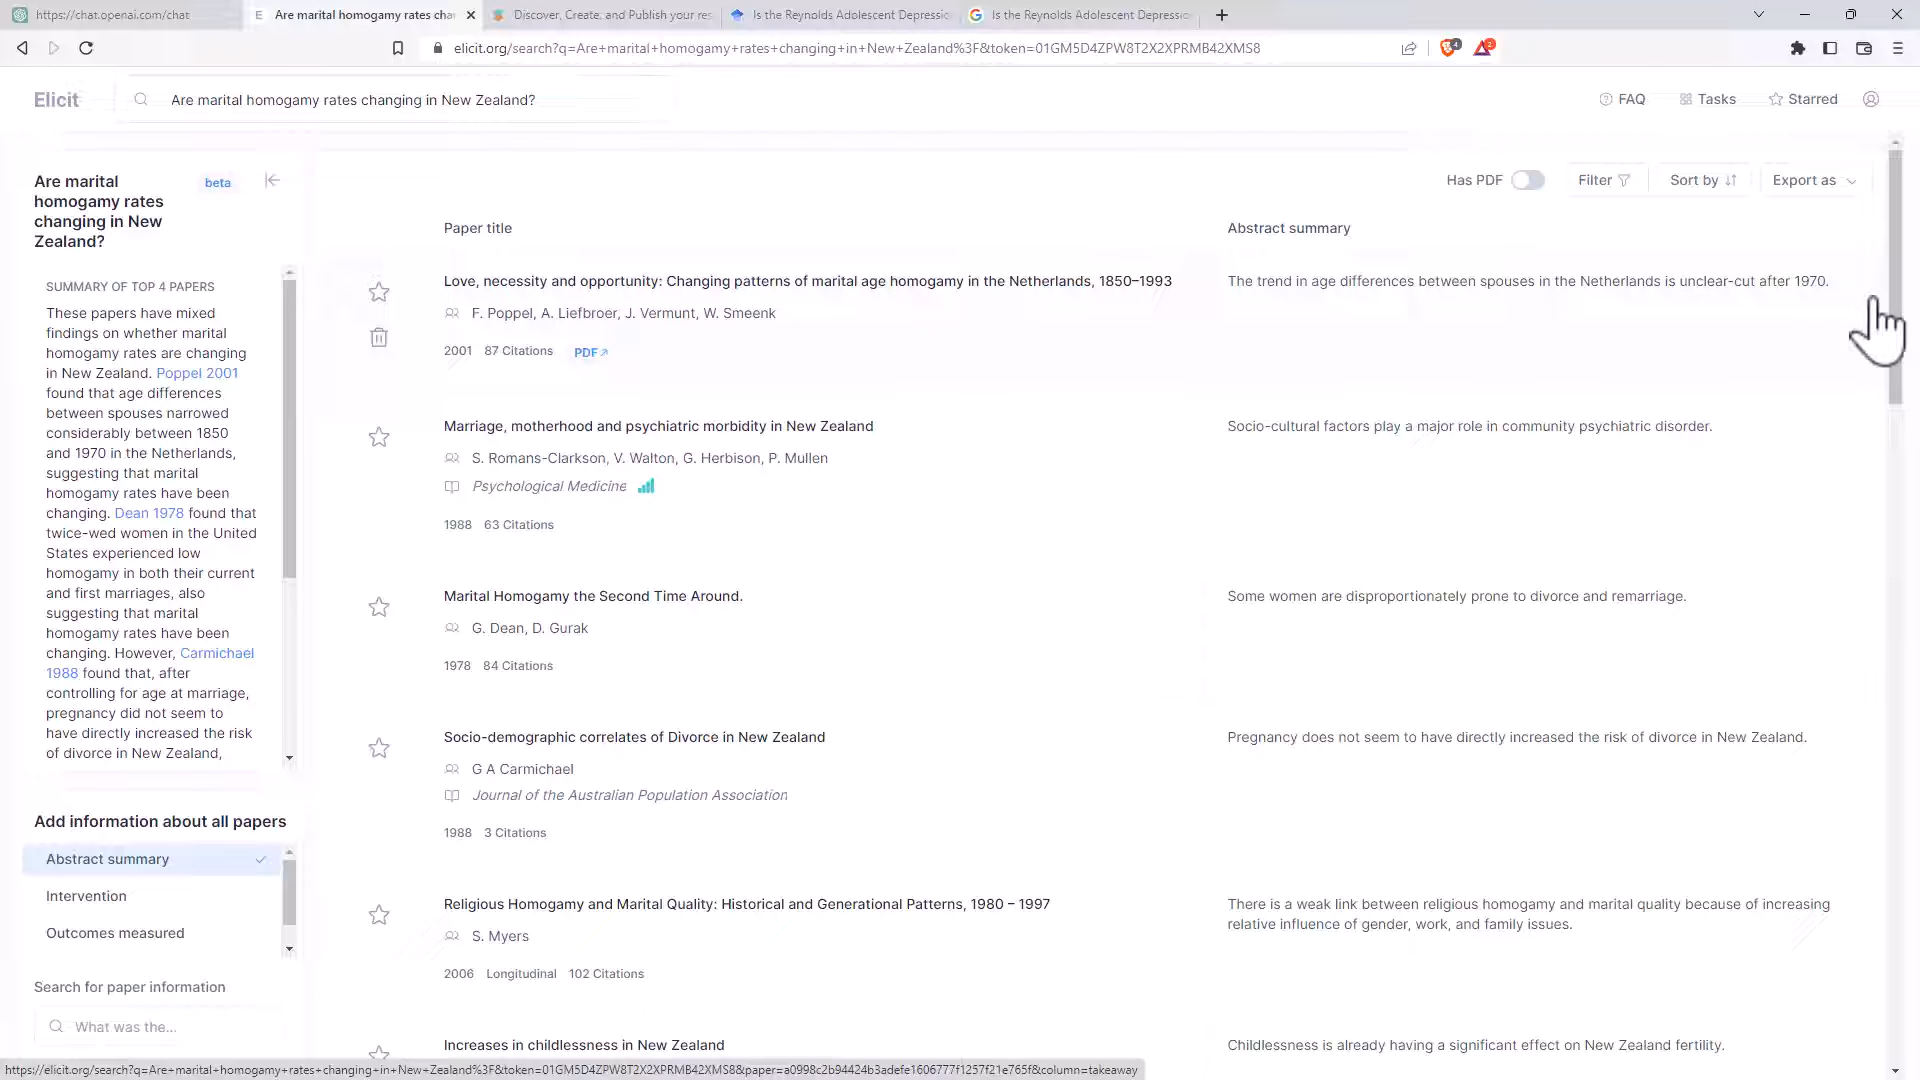 https://chat.openai.com/chat
E Are marital homogamy rates cha
Discover, Create, and Publish your res
Is the Reynolds Adolescent Depressio
Is the Reynolds Adolescent Depressio
elicit.org/search?q=Are+marital+homogamy+rates+changing+in+New+Zealand%3F&token=01GM5D4ZPW8T2X2XPRMB42XMS8
4
2
Elicit
Are marital homogamy rates changing in New Zealand?
FAQ
Tasks
Starred
Are marital homogamy rates changing in New Zealand?
beta
Has PDF
Filter
Sort by
Export as
SUMMARY OF TOP 4 PAPERS
These papers have mixed
findings on whether marital
homogamy rates are changing
in New Zealand. Poppel 2001
found that age differences
between spouses narrowed
considerably between 1850
and 1970 in the Netherlands,
suggesting that marital
homogamy rates have been
changing. Dean 1978 found that
twice-wed women in the United
States experienced low
homogamy in both their current
and first marriages, also
suggesting that marital
homogamy rates have been
changing. However, Carmichael
1988 found that, after
controlling for age at marriage,
pregnancy did not seem to
have directly increased the risk
of divorce in New Zealand,
Add information about all papers
Abstract summary
Intervention
Outcomes measured
Search for paper information
What was the...
Paper title
Abstract summary
Love, necessity and opportunity: Changing patterns of marital age homogamy in the Netherlands, 1850–1993
F. Poppel, A. Liefbroer, J. Vermunt, W. Smeenk
2001 87 Citations PDF
The trend in age differences between spouses in the Netherlands is unclear-cut after 1970.
Marriage, motherhood and psychiatric morbidity in New Zealand
S. Romans-Clarkson, V. Walton, G. Herbison, P. Mullen
Psychological Medicine
1988 63 Citations
Socio-cultural factors play a major role in community psychiatric disorder.
Marital Homogamy the Second Time Around.
G. Dean, D. Gurak
1978 84 Citations
Some women are disproportionately prone to divorce and remarriage.
Socio-demographic correlates of Divorce in New Zealand
G A Carmichael
Journal of the Australian Population Association
1988 3 Citations
Pregnancy does not seem to have directly increased the risk of divorce in New Zealand.
Religious Homogamy and Marital Quality: Historical and Generational Patterns, 1980 – 1997
S. Myers
2006 Longitudinal 102 Citations
There is a weak link between religious homogamy and marital quality because of increasing
relative influence of gender, work, and family issues.
Increases in childlessness in New Zealand
Childlessness is already having a significant effect on New Zealand fertility.
https://elicit.org/search?q=Are+marital+homogamy+rates+changing+in+New+Zealand%3F&token=01GM5D4ZPW8T2X2XPRMB42XMS8&paper=a0998c2b94424b3adefe1606777f1257f21e765f&column=takeaway